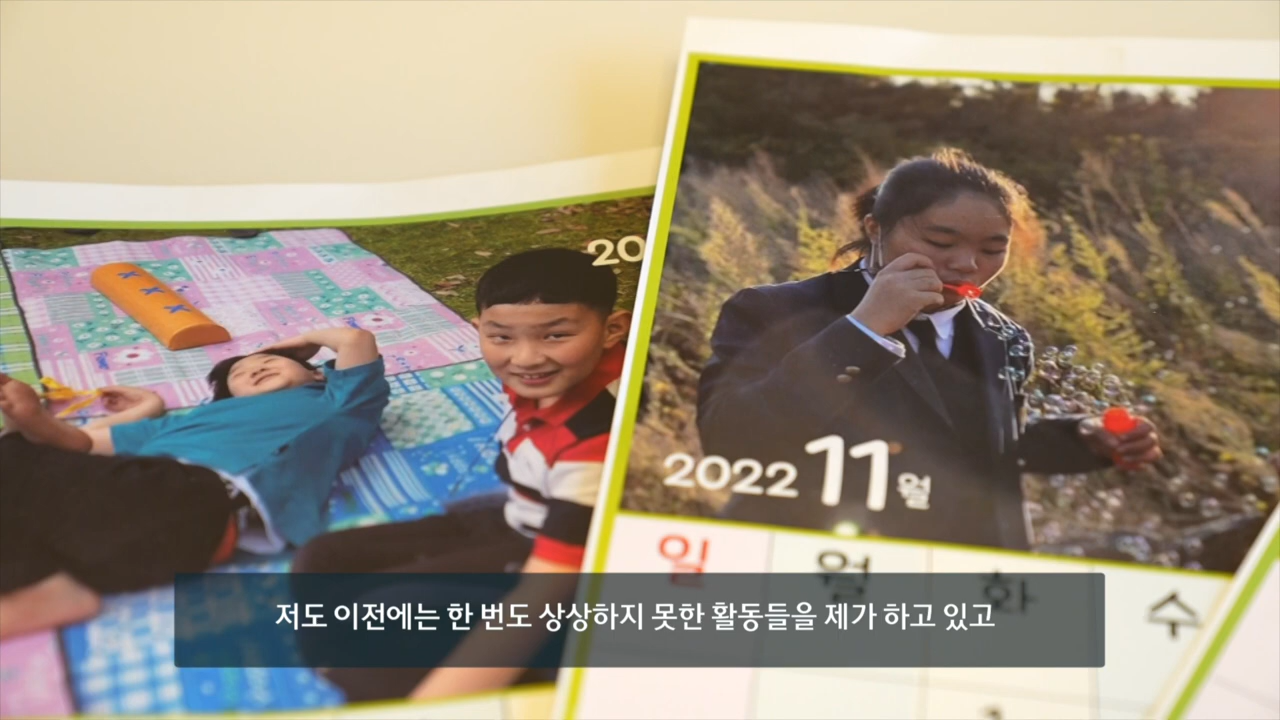 20
2022 11월
일 월 화 수
저도 이전에는 한 번도 상상하지 못한 활동들을 제가 하고 있고